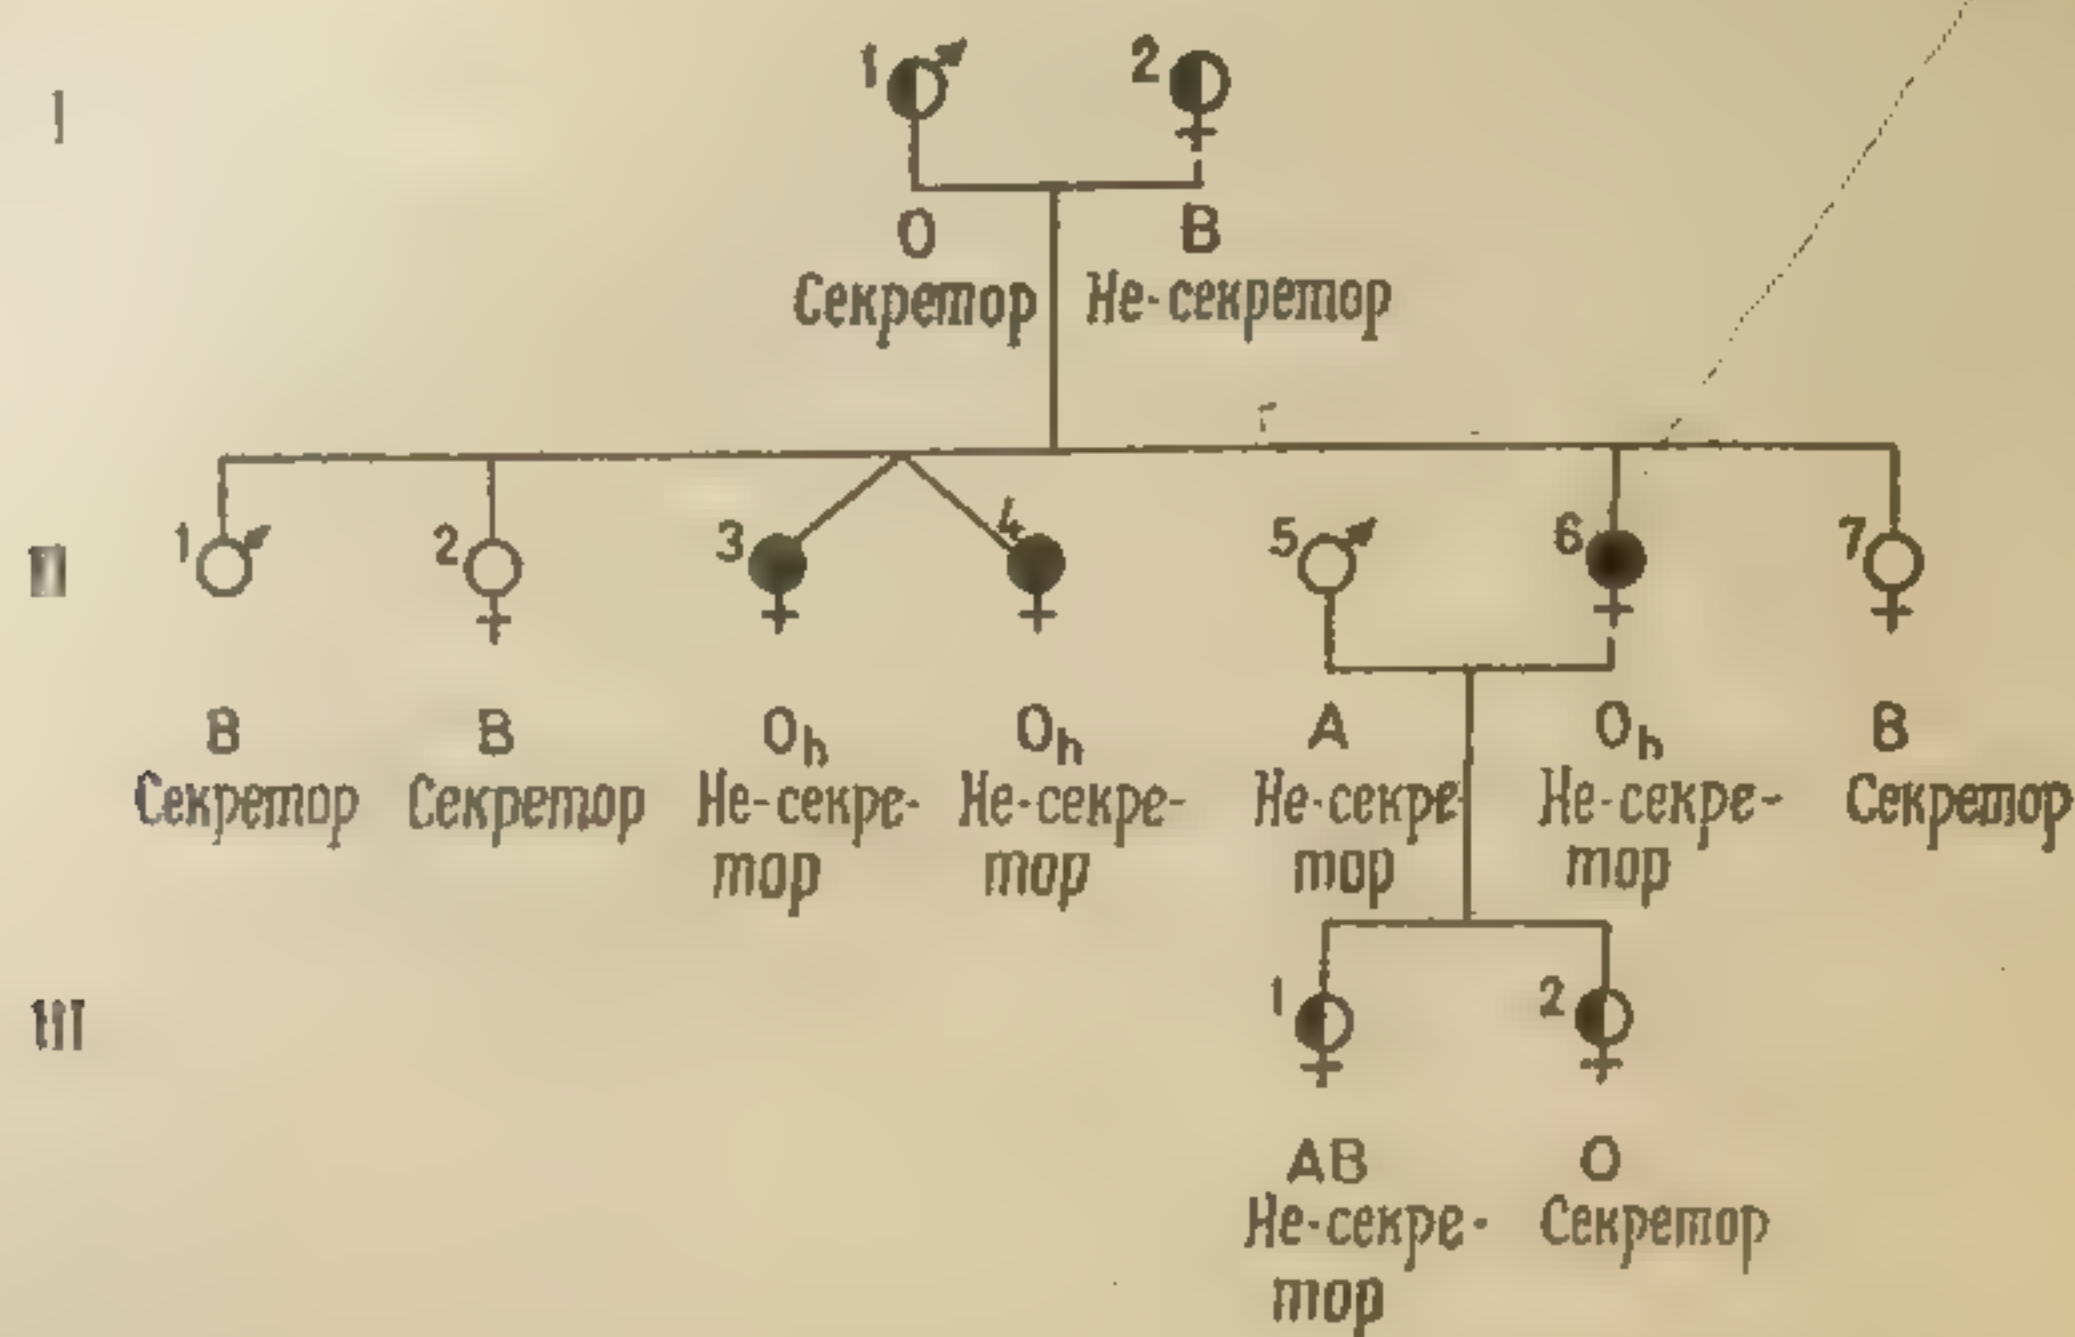 I
1 2
O B
Секретор Не-секретор
II
1 2 3 4 5 6 7
B B Oh Oh A Oh B
Секретор Секретор Не-секре- Не-секре- Не-секре Не-секре- Секретор
тор тор тор тор
III
1 2
AB O
Не-секре- Секретор
тор